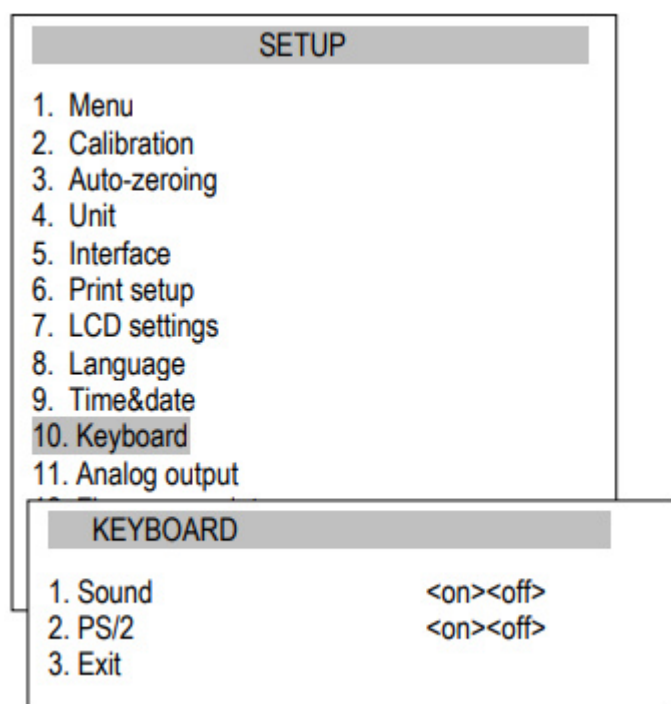 SETUP
1. Menu
2. Calibration
3. Auto-zeroing
4. Unit
5. Interface
6. Print setup
7. LCD settings
8. Language
9. Time&date
10. Keyboard
11. Analog output
KEYBOARD
1. Sound <on><off>
2. PS/2 <on><off>
3. Exit